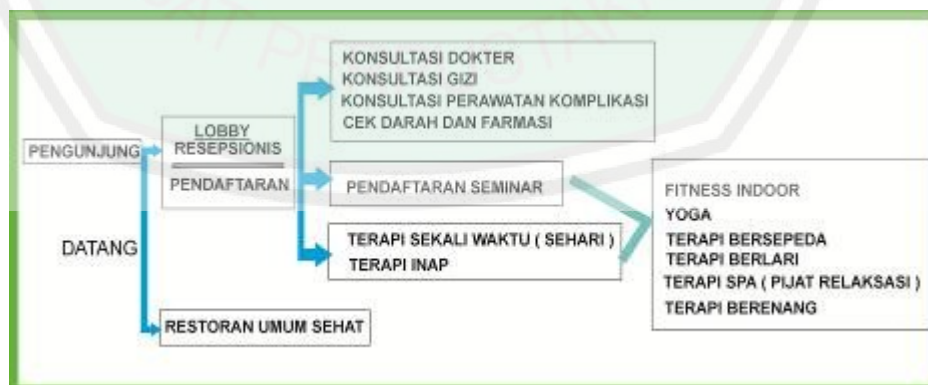 PENGUNJUNG
DATANG
LOBBY
RESEPSIONIS
PENDAFTARAN
RESTORAN UMUM SEHAT
KONSULTASI DOKTER
KONSULTASI GIZI
KONSULTASI PERAWATAN KOMPLIKASI
CEK DARAH DAN FARMASI
PENDAFTARAN SEMINAR
TERAPI SEKALI WAKTU ( SEHARI )
TERAPI INAP
FITNESS INDOOR
YOGA
TERAPI BERSEPEDA
TERAPI BERLARI
TERAPI SPA ( PIJAT RELAKSASI )
TERAPI BERENANG